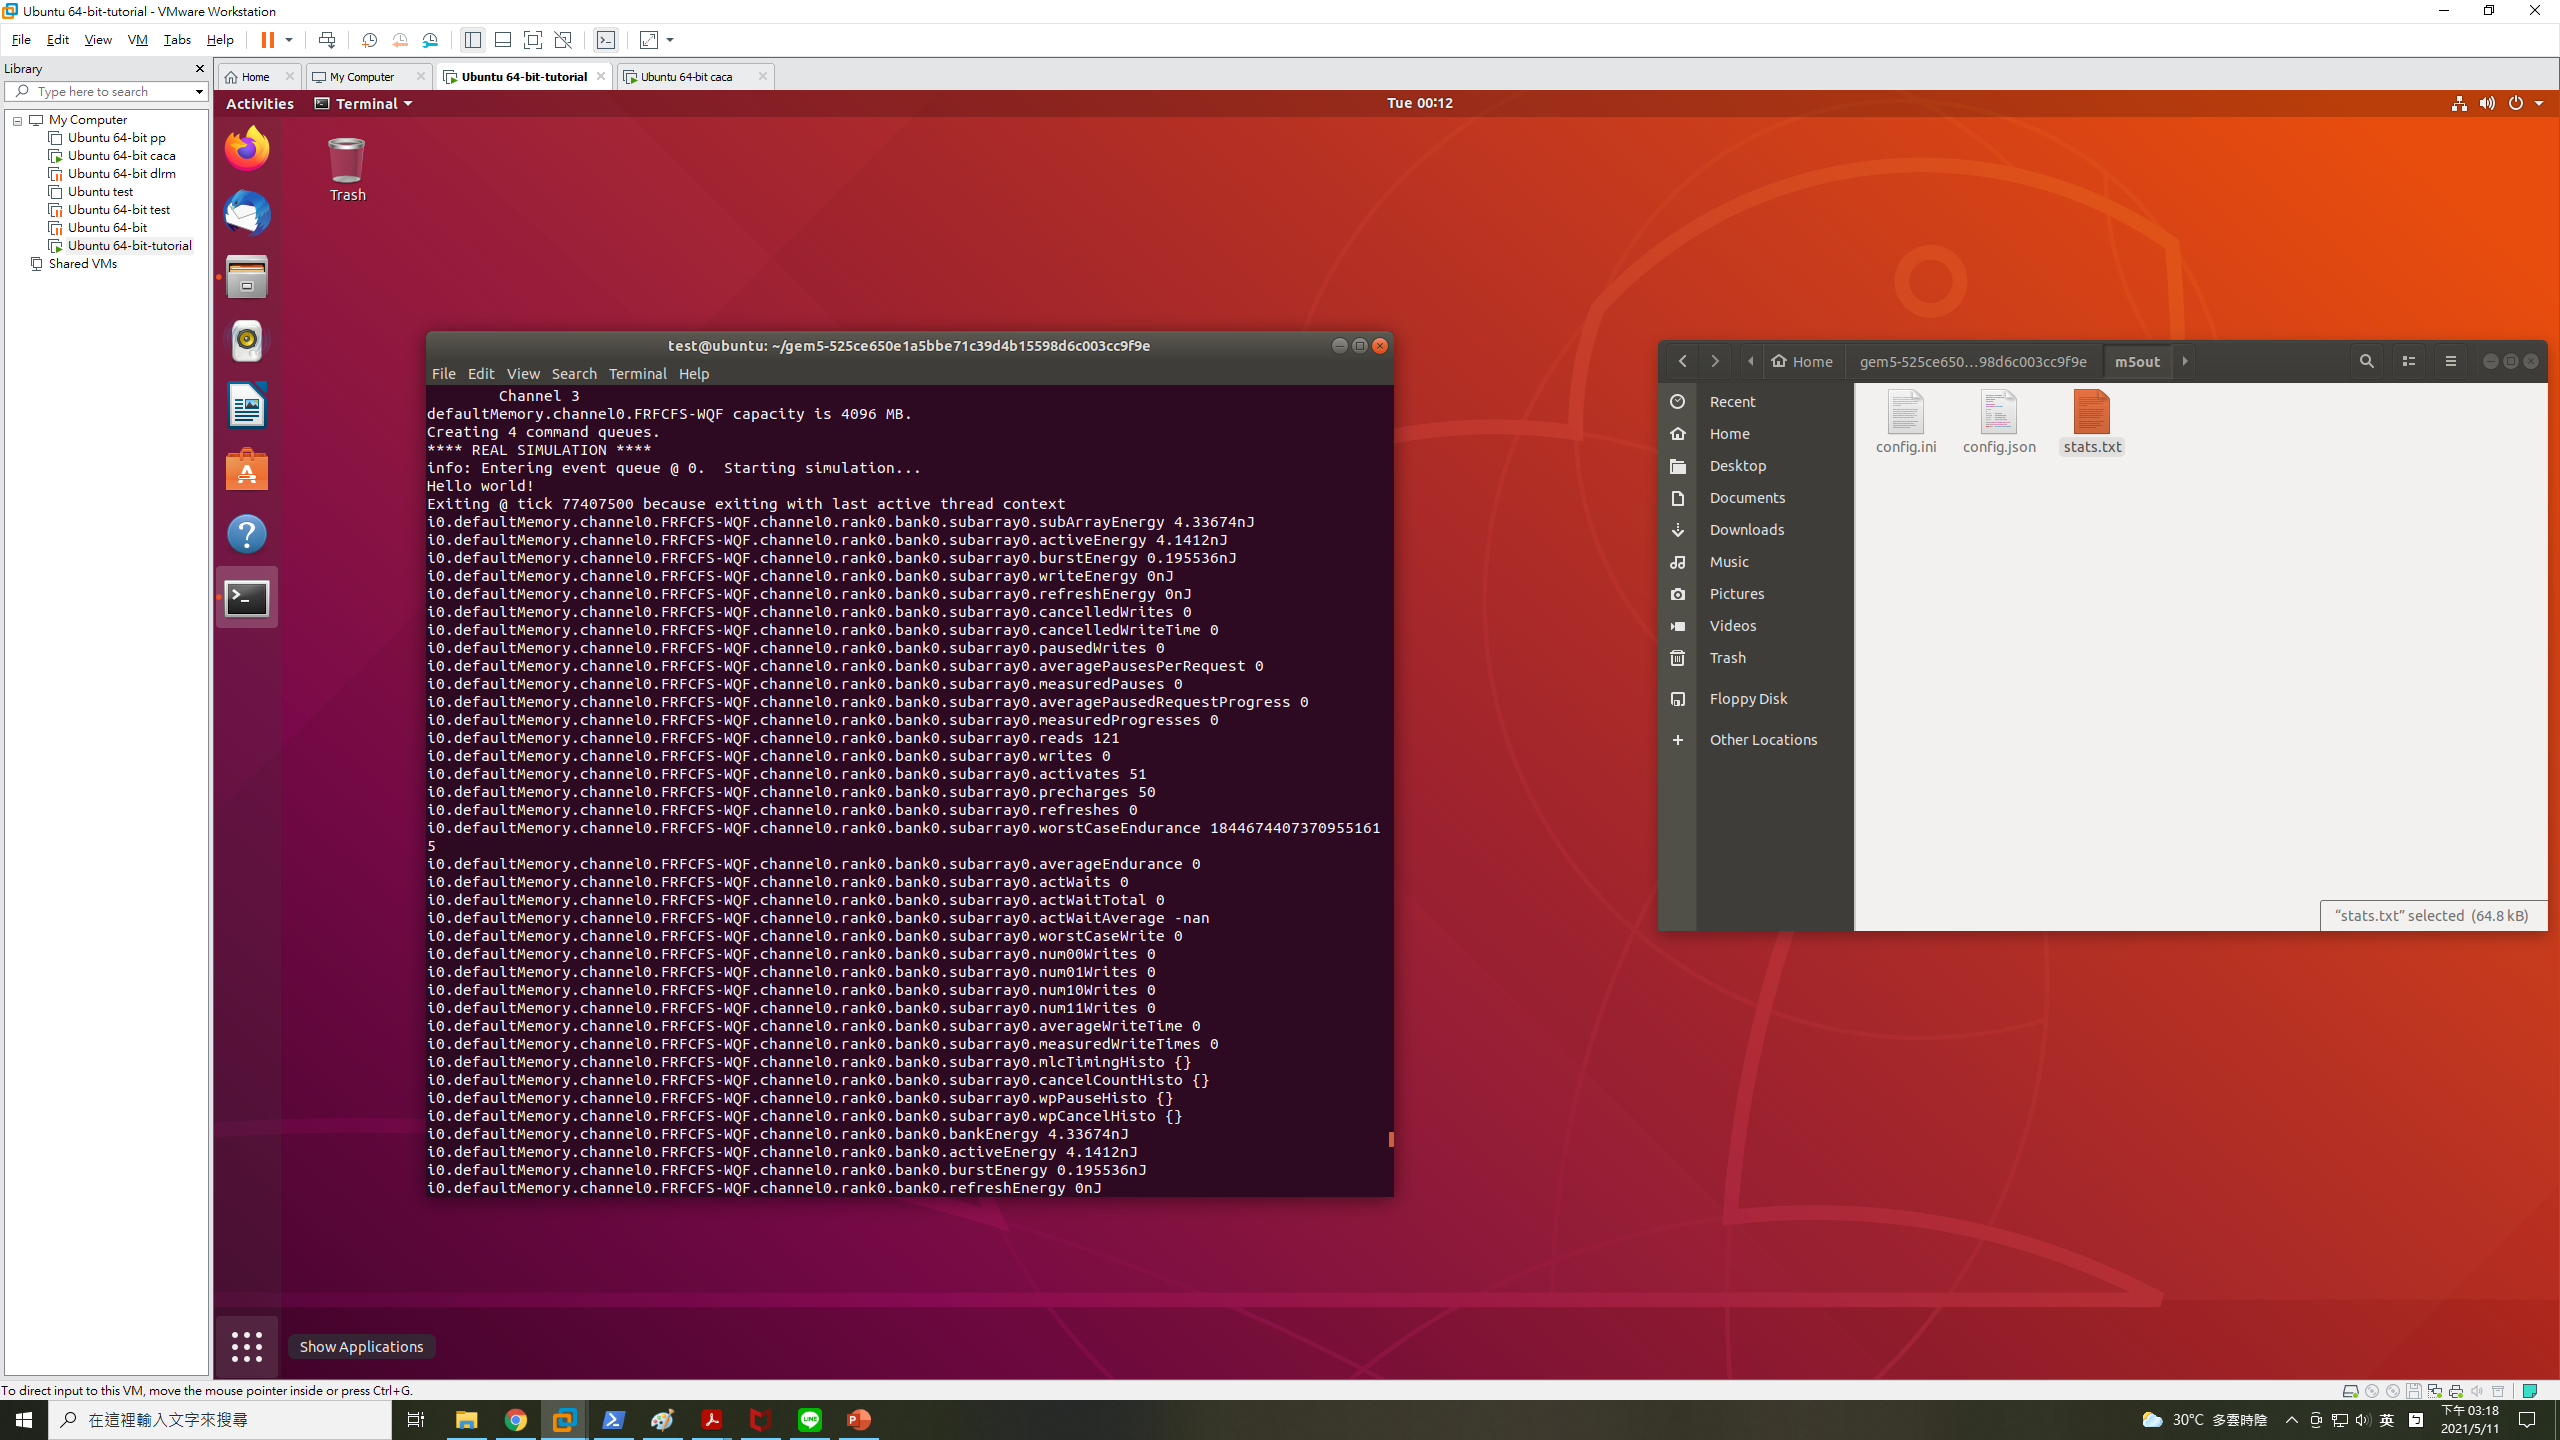 Ubuntu 64-bit-tutorial - VMware Workstation
File Edit View VM Tabs Help
Library
Type here to search
My Computer
Ubuntu 64-bit pp
Ubuntu 64-bit caca
Ubuntu 64-bit dlrm
Ubuntu test
Ubuntu 64-bit test
Ubuntu 64-bit
Ubuntu 64-bit-tutorial
Shared VMs
Home My Computer Ubuntu 64-bit-tutorial Ubuntu 64-bit caca
Activities Terminal Tue 00:12
Trash
test@ubuntu: ~/gem5-525ce650e1a5bbe71c39d4b15598d6c003cc9f9e
File Edit View Search Terminal Help
Channel 3
defaultMemory.channel0.FRFCFS-WQF capacity is 4096 MB.
Creating 4 command queues.
**** REAL SIMULATION ****
info: Entering event queue @ 0.  Starting simulation...
Hello world!
Exiting @ tick 77407500 because exiting with last active thread context
i0.defaultMemory.channel0.FRFCFS-WQF.channel0.rank0.bank0.subarray0.subArrayEnergy 4.33674nJ
i0.defaultMemory.channel0.FRFCFS-WQF.channel0.rank0.bank0.subarray0.activeEnergy 4.1412nJ
i0.defaultMemory.channel0.FRFCFS-WQF.channel0.rank0.bank0.subarray0.burstEnergy 0.195536nJ
i0.defaultMemory.channel0.FRFCFS-WQF.channel0.rank0.bank0.subarray0.writeEnergy 0nJ
i0.defaultMemory.channel0.FRFCFS-WQF.channel0.rank0.bank0.subarray0.refreshEnergy 0nJ
i0.defaultMemory.channel0.FRFCFS-WQF.channel0.rank0.bank0.subarray0.cancelledWrites 0
i0.defaultMemory.channel0.FRFCFS-WQF.channel0.rank0.bank0.subarray0.cancelledWriteTime 0
i0.defaultMemory.channel0.FRFCFS-WQF.channel0.rank0.bank0.subarray0.pausedWrites 0
i0.defaultMemory.channel0.FRFCFS-WQF.channel0.rank0.bank0.subarray0.averagePausesPerRequest 0
i0.defaultMemory.channel0.FRFCFS-WQF.channel0.rank0.bank0.subarray0.measuredPauses 0
i0.defaultMemory.channel0.FRFCFS-WQF.channel0.rank0.bank0.subarray0.averagePausedRequestProgress 0
i0.defaultMemory.channel0.FRFCFS-WQF.channel0.rank0.bank0.subarray0.measuredProgresses 0
i0.defaultMemory.channel0.FRFCFS-WQF.channel0.rank0.bank0.subarray0.reads 121
i0.defaultMemory.channel0.FRFCFS-WQF.channel0.rank0.bank0.subarray0.writes 0
i0.defaultMemory.channel0.FRFCFS-WQF.channel0.rank0.bank0.subarray0.activates 51
i0.defaultMemory.channel0.FRFCFS-WQF.channel0.rank0.bank0.subarray0.precharges 50
i0.defaultMemory.channel0.FRFCFS-WQF.channel0.rank0.bank0.subarray0.refreshes 0
i0.defaultMemory.channel0.FRFCFS-WQF.channel0.rank0.bank0.subarray0.worstCaseEndurance 1844674407370955161
5
i0.defaultMemory.channel0.FRFCFS-WQF.channel0.rank0.bank0.subarray0.averageEndurance 0
i0.defaultMemory.channel0.FRFCFS-WQF.channel0.rank0.bank0.subarray0.actWaits 0
i0.defaultMemory.channel0.FRFCFS-WQF.channel0.rank0.bank0.subarray0.actWaitTotal 0
i0.defaultMemory.channel0.FRFCFS-WQF.channel0.rank0.bank0.subarray0.actWaitAverage -nan
i0.defaultMemory.channel0.FRFCFS-WQF.channel0.rank0.bank0.subarray0.worstCaseWrite 0
i0.defaultMemory.channel0.FRFCFS-WQF.channel0.rank0.bank0.subarray0.num00Writes 0
i0.defaultMemory.channel0.FRFCFS-WQF.channel0.rank0.bank0.subarray0.num01Writes 0
i0.defaultMemory.channel0.FRFCFS-WQF.channel0.rank0.bank0.subarray0.num10Writes 0
i0.defaultMemory.channel0.FRFCFS-WQF.channel0.rank0.bank0.subarray0.num11Writes 0
i0.defaultMemory.channel0.FRFCFS-WQF.channel0.rank0.bank0.subarray0.averageWriteTime 0
i0.defaultMemory.channel0.FRFCFS-WQF.channel0.rank0.bank0.subarray0.measuredWriteTimes 0
i0.defaultMemory.channel0.FRFCFS-WQF.channel0.rank0.bank0.subarray0.mlcTimingHisto {}
i0.defaultMemory.channel0.FRFCFS-WQF.channel0.rank0.bank0.subarray0.cancelCountHisto {}
i0.defaultMemory.channel0.FRFCFS-WQF.channel0.rank0.bank0.subarray0.wpPauseHisto {}
i0.defaultMemory.channel0.FRFCFS-WQF.channel0.rank0.bank0.subarray0.wpCancelHisto {}
i0.defaultMemory.channel0.FRFCFS-WQF.channel0.rank0.bank0.bankEnergy 4.33674nJ
i0.defaultMemory.channel0.FRFCFS-WQF.channel0.rank0.bank0.activeEnergy 4.1412nJ
i0.defaultMemory.channel0.FRFCFS-WQF.channel0.rank0.bank0.burstEnergy 0.195536nJ
i0.defaultMemory.channel0.FRFCFS-WQF.channel0.rank0.bank0.refreshEnergy 0nJ
Home gem5-525ce650...98d6c003cc9f9e m5out
Recent
Home
Desktop
Documents
Downloads
Music
Pictures
Videos
Trash
Floppy Disk
Other Locations
config.ini config.json stats.txt
“stats.txt” selected (64.8 kB)
Show Applications
To direct input to this VM, move the mouse pointer inside or press Ctrl+G.
在這裡輸入文字來搜尋
LINE
30°C 多雲時陰
英
下午 03:18
2021/5/11